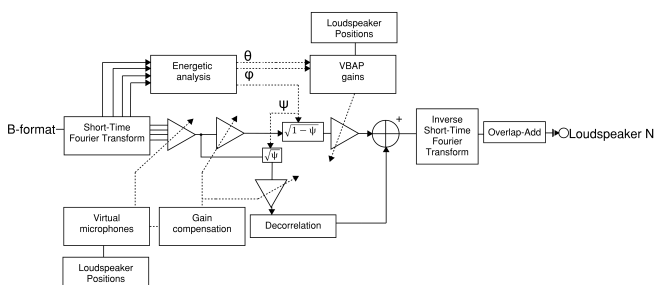 Loudspeaker
Positions
Energetic
analysis
θ
φ
VBAP
gains
Ψ
B-format
Short-Time
Fourier Transform
√1 − ψ
√ψ
+
Inverse
Short-Time
Fourier
Transform
Overlap-Add
Loudspeaker N
Virtual
microphones
Gain
compensation
Decorrelation
Loudspeaker
Positions